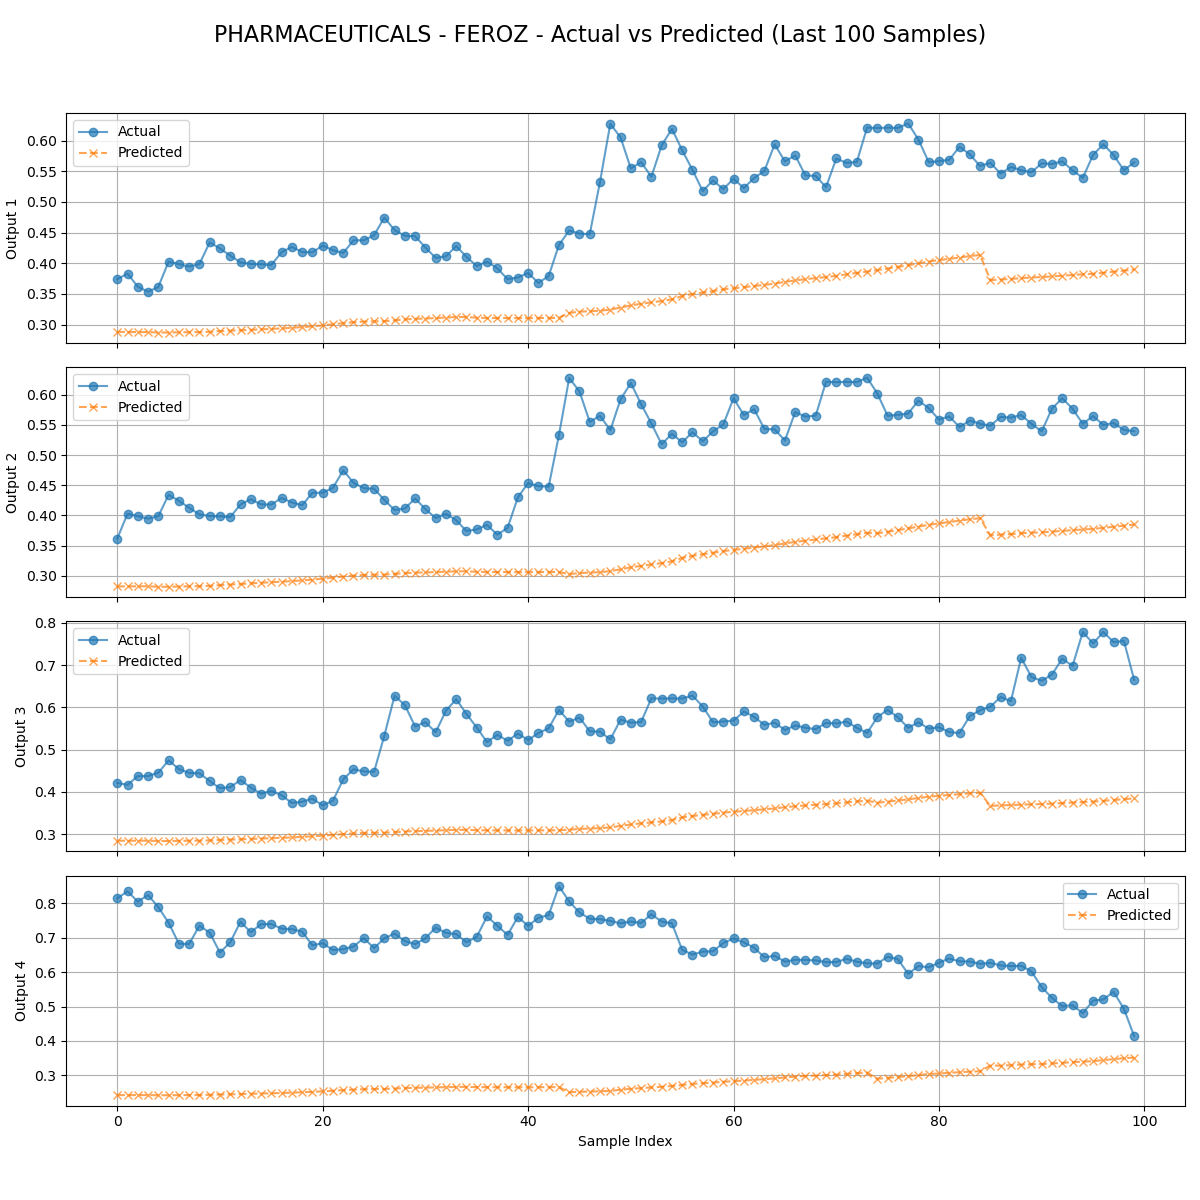 PHARMACEUTICALS - FEROZ - Actual vs Predicted (Last 100 Samples)
Output 1
0.60
0.55
0.50
0.45
0.40
0.35
0.30
Actual
Predicted
Output 2
0.60
0.55
0.50
0.45
0.40
0.35
0.30
Actual
Predicted
Output 3
0.8
0.7
0.6
0.5
0.4
0.3
Actual
Predicted
Output 4
0.8
0.7
0.6
0.5
0.4
0.3
Actual
Predicted
0 20 40 60 80 100
Sample Index